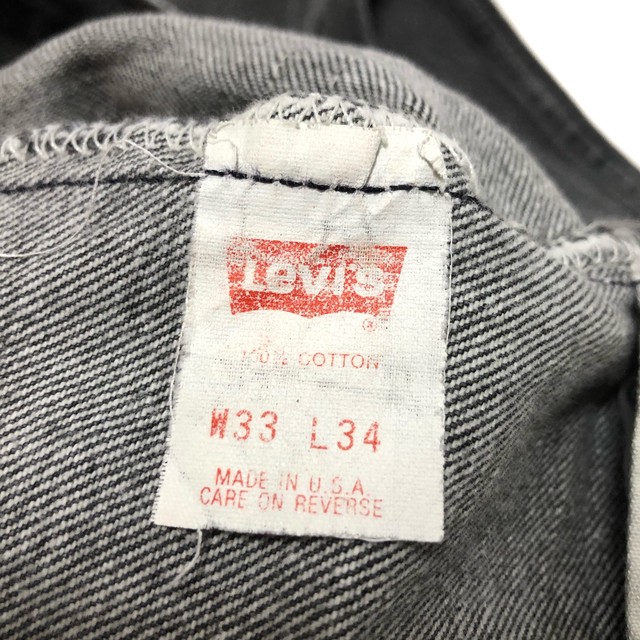 Levi's
®
100% COTTON
W33 L34
MADE IN U.S.A
CARE ON REVERSE